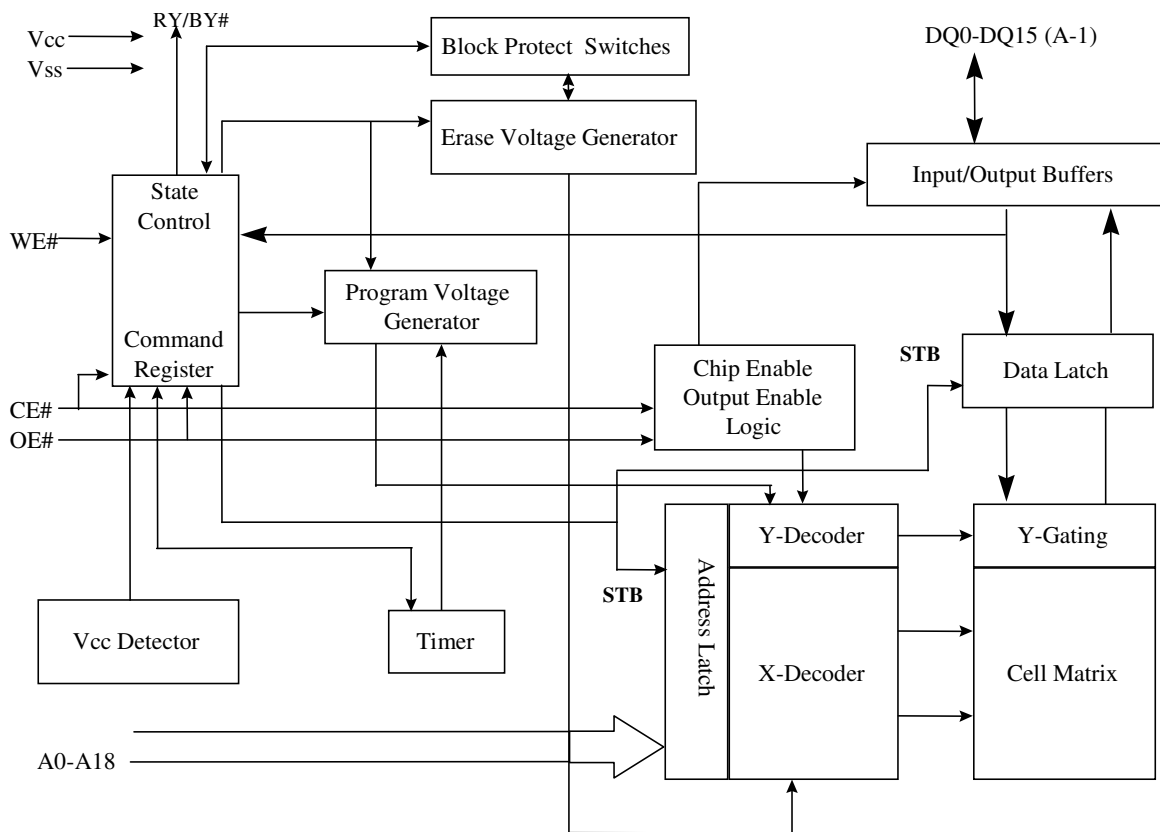 RY/BY#
Vcc
Vss
Block Protect Switches
DQ0-DQ15 (A-1)
Erase Voltage Generator
Input/Output Buffers
State
Control
WE#
Program Voltage
Generator
Command
Register
STB
Chip Enable
Output Enable
Logic
Data Latch
CE#
OE#
Y-Decoder
Y-Gating
STB
Address Latch
Vcc Detector
Timer
X-Decoder
Cell Matrix
A0-A18